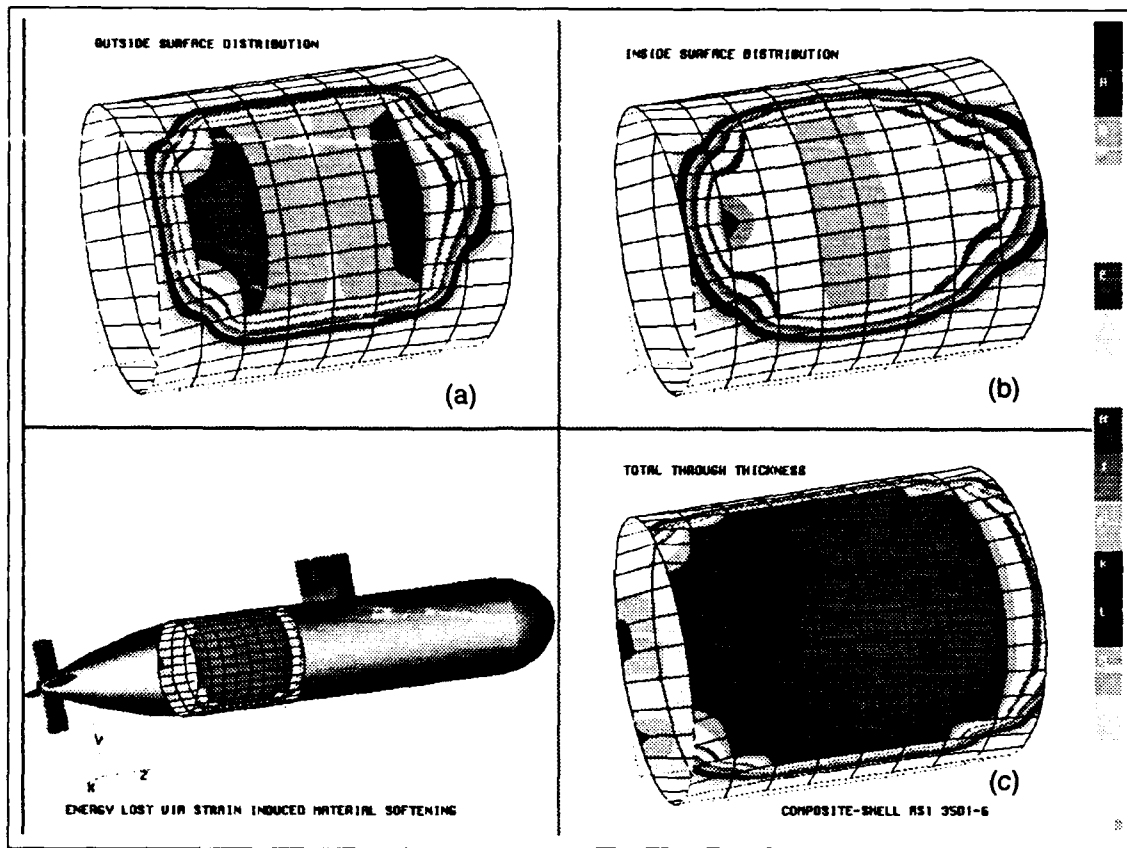 OUTSIDE SURFACE DISTRIBUTION
INSIDE SURFACE DISTRIBUTION
(a)
(b)
TOTAL THROUGH THICKNESS
(c)
Y
X
Z
ENERGY LOST VIA STRAIN INDUCED MATERIAL SOFTENING
COMPOSITE-SHELL AS1 3501-6